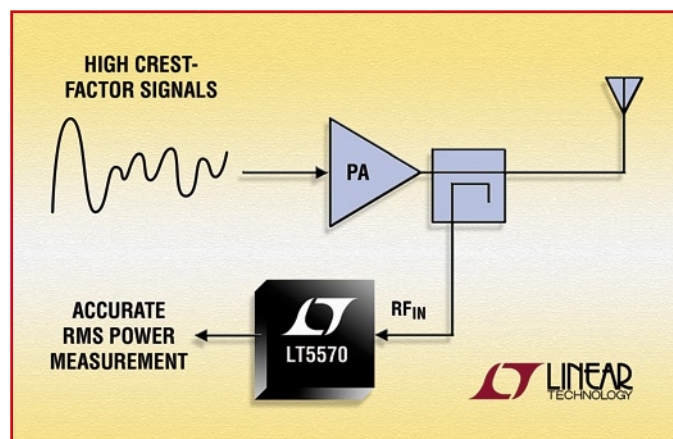 HIGH CREST-
FACTOR SIGNALS
PA
ACCURATE
RMS POWER
MEASUREMENT
LT5570
RFIN
LINEAR
TECHNOLOGY